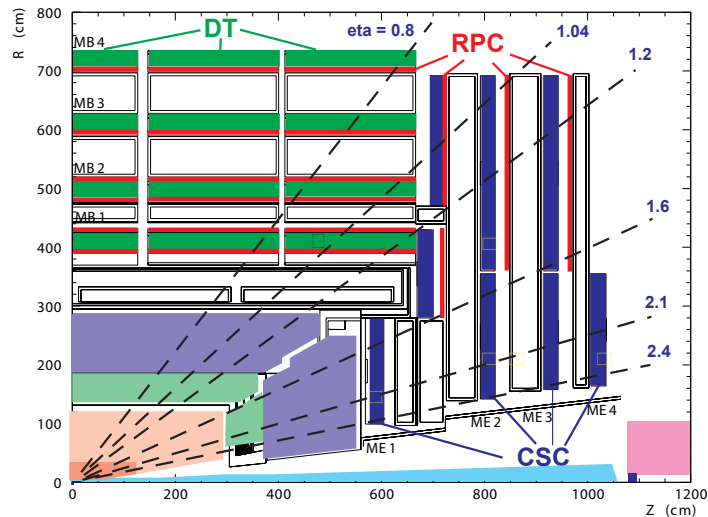 R (cm)
800
700
600
500
400
300
200
100
0
MB 4
MB 3
MB 2
MB 1
DT
eta = 0.8
RPC
1.04
1.2
1.6
2.1
2.4
ME 1
ME 2
ME 3
ME 4
CSC
0
200
400
600
800
1000
1200
Z (cm)